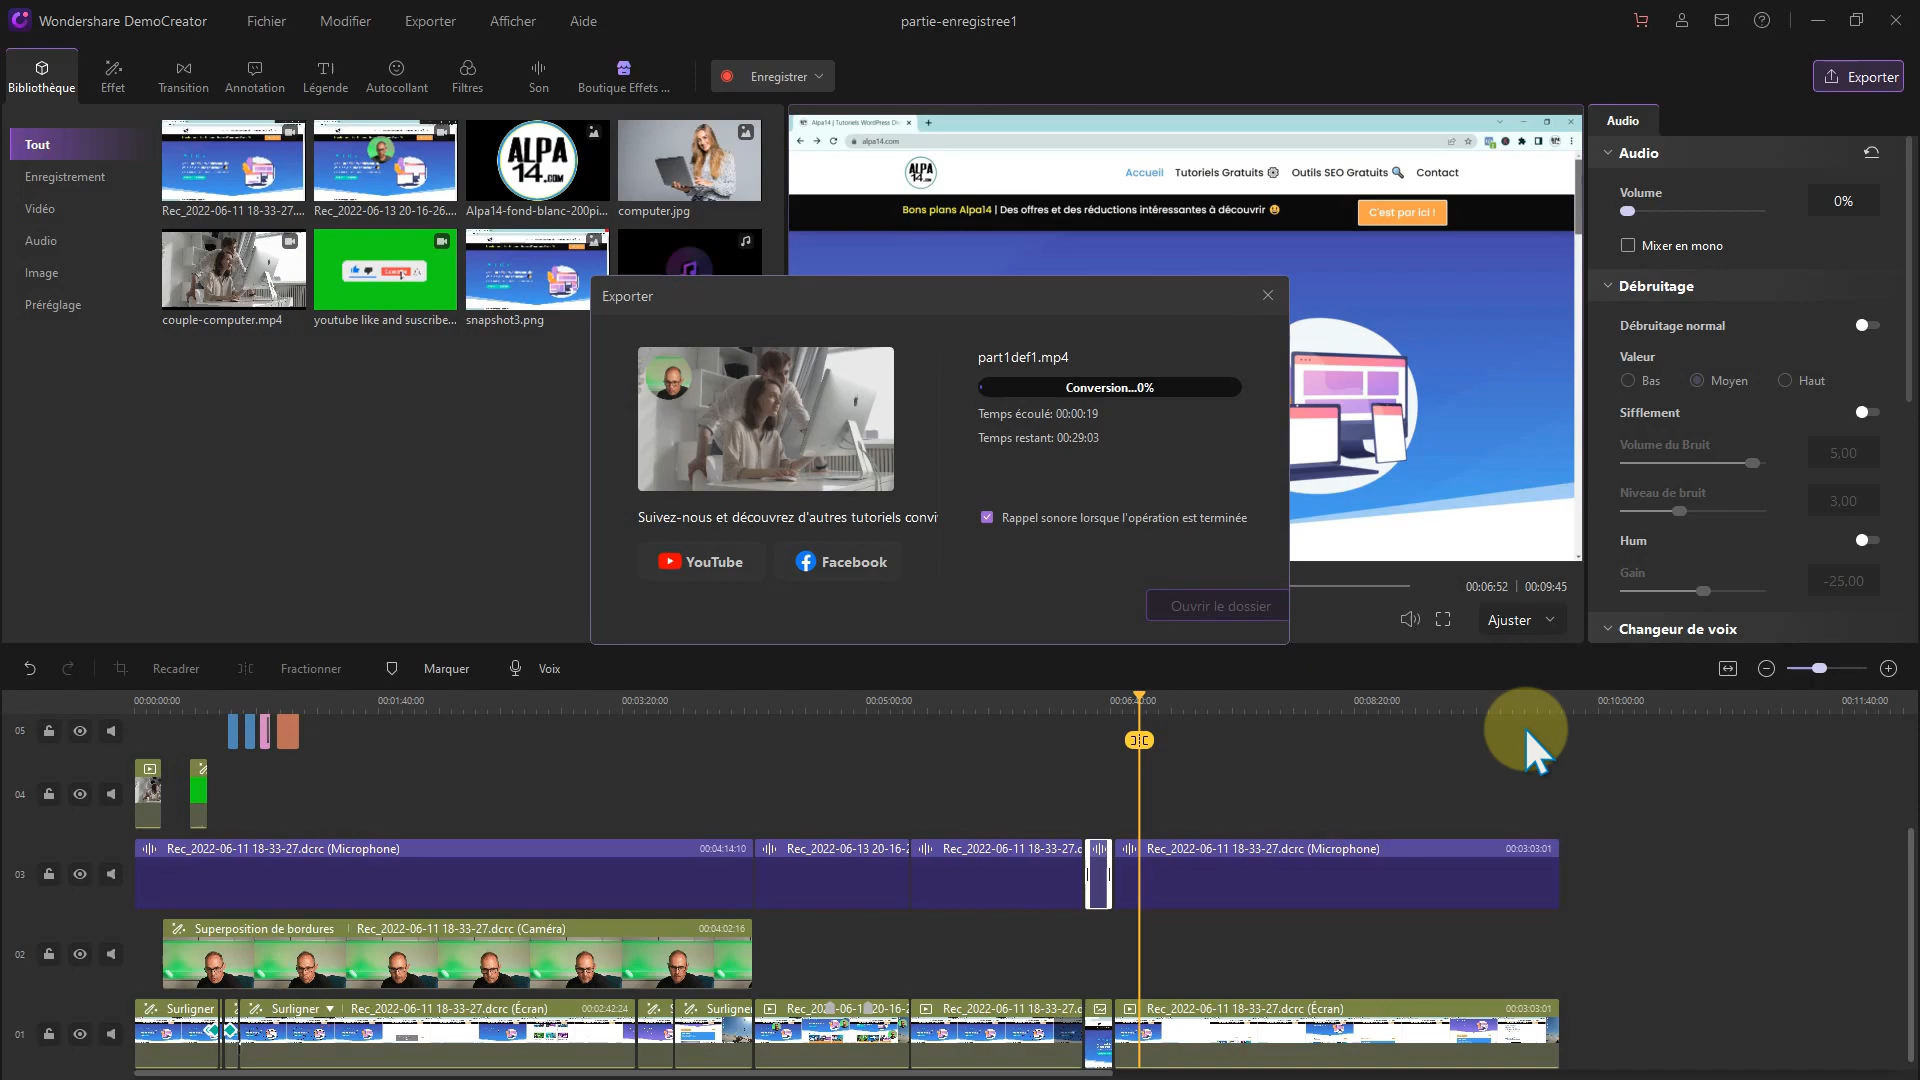 Wondershare DemoCreator
Fichier
Modifier
Exporter
Afficher
Aide
partie-enregistree1
Bibliothèque
Effet
Transition
Annotation
Légende
Autocollant
Filtres
Son
Boutique Effets ...
Enregistrer
Exporter
Tout
Enregistrement
Vidéo
Audio
Image
Préréglage
Rec_2022-06-11 18-33-27....
Rec_2022-06-13 20-16-26....
ALPA 14.COM
Alpa14-fond-blanc-200pi...
computer.jpg
couple-computer.mp4
youtube like and suscribe...
snapshot3.png
Alpa14 | Tutoriels WordPress Di
alpa14.com
ALPA 14
Accueil
Tutoriels Gratuits
Outils SEO Gratuits
Contact
Bons plans Alpa14 | Des offres et des réductions intéressantes à découvrir
C'est par ici !
00:06:52 | 00:09:45
Ajuster
Exporter
part1def1.mp4
Conversion...0%
Temps écoulé: 00:00:19
Temps restant: 00:29:03
Suivez-nous et découvrez d'autres tutoriels convi
Rappel sonore lorsque l'opération est terminée
YouTube
Facebook
Ouvrir le dossier
Audio
Audio
Volume
0%
Mixer en mono
Débruitage
Débruitage normal
Valeur
Bas
Moyen
Haut
Sifflement
Volume du Bruit
5,00
Niveau de bruit
3,00
Hum
Gain
-25,00
Changeur de voix
Recadrer
Fractionner
Marquer
Voix
00:00:00:00
00:01:40:00
00:03:20:00
00:05:00:00
00:06:40:00
00:08:20:00
00:10:00:00
00:11:40:00
05
04
03
Rec_2022-06-11 18-33-27.dcrc (Microphone)
00:04:14:10
Rec_2022-06-13 20-16-2
Rec_2022-06-11 18-33-27.d
Rec_2022-06-11 18-33-27.dcrc (Microphone)
00:03:03:01
02
Superposition de bordures
Rec_2022-06-11 18-33-27.dcrc (Caméra)
00:04:02:16
01
Surligner
Surligner
Rec_2022-06-11 18-33-27.dcrc (Écran)
00:02:42:24
Surligner
Rec_2022-06-11 18-33-27.d
Rec_2022-06-11 18-33-27.dcrc (Écran)
00:03:03:01